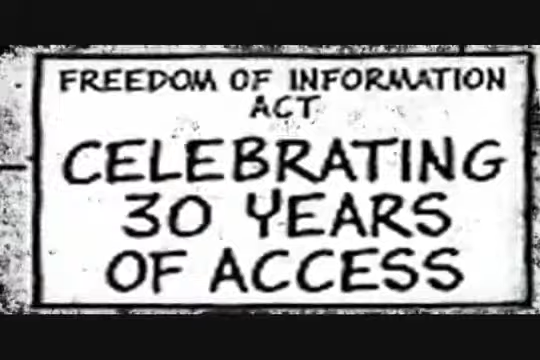 FREEDOM OF INFORMATION
ACT
CELEBRATING
30 YEARS
OF ACCESS